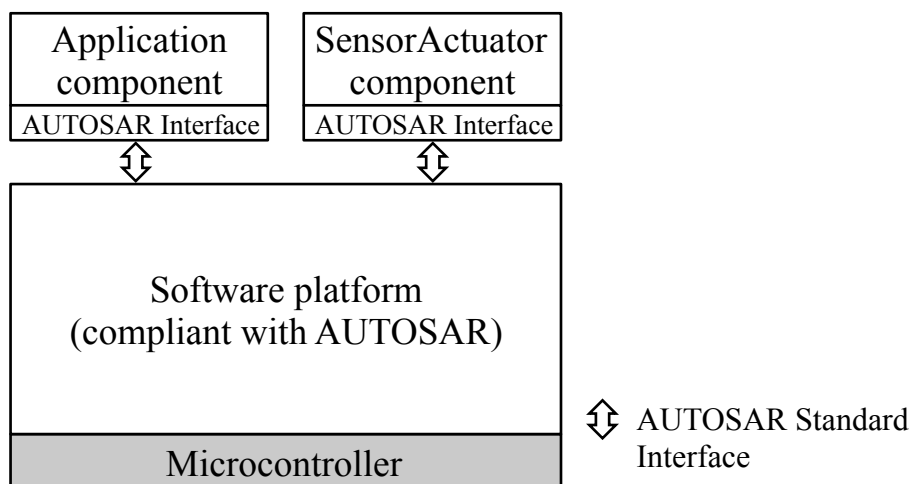 Application
component
AUTOSAR Interface
SensorActuator
component
AUTOSAR Interface
Software platform
(compliant with AUTOSAR)
Microcontroller
AUTOSAR Standard
Interface